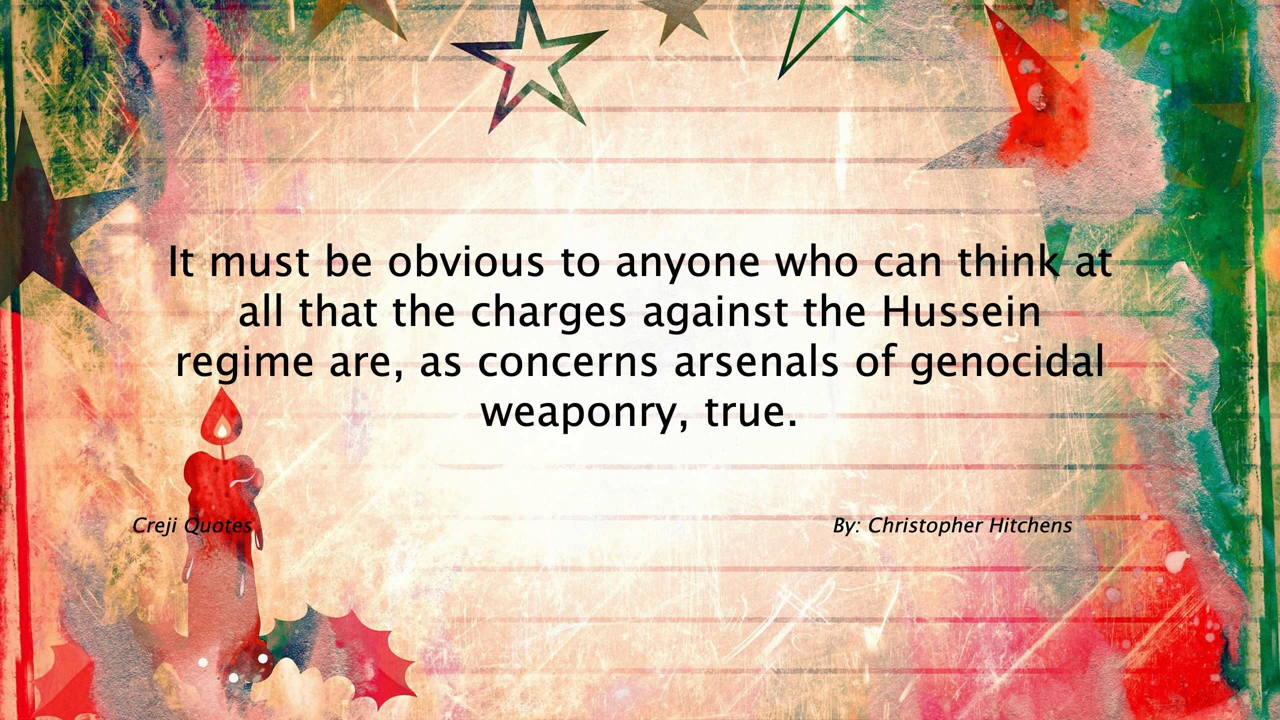 It must be obvious to anyone who can think at
all that the charges against the Hussein
regime are, as concerns arsenals of genocidal
weaponry, true.
Creji Quotes
By: Christopher Hitchens